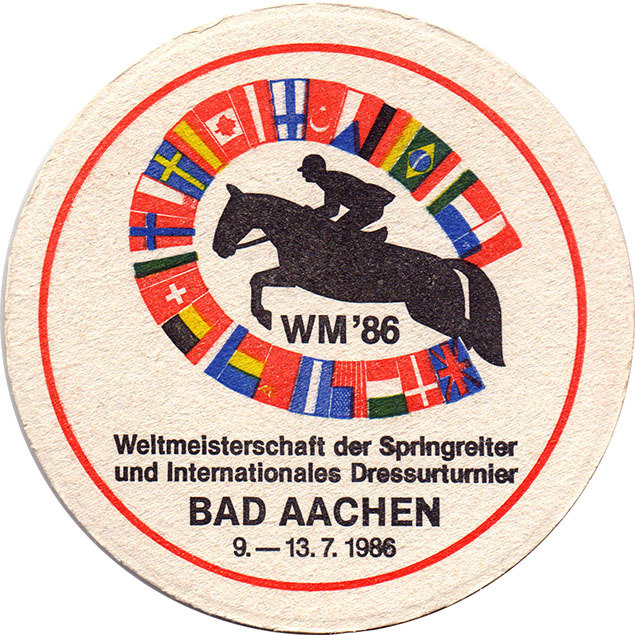 WM '86
Weltmeisterschaft der Springreiter
und Internationales Dressurturnier
BAD AACHEN
9. — 13. 7. 1986